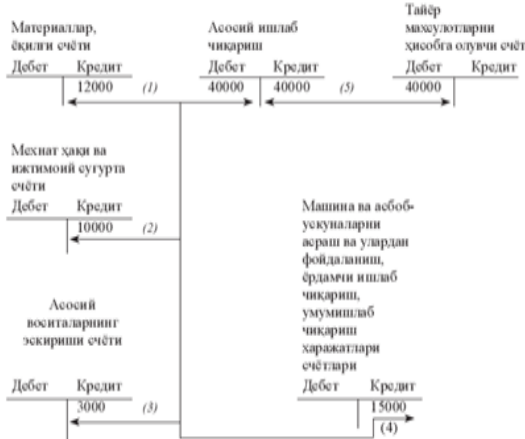 Материаллар,
ёқилғи счёти
Дебет Кредит
12000 (1)
Асосий ишлаб
чиқариш
Дебет Кредит
40000 40000 (5)
Тайёр
маҳсулотларни
ҳисобга олувчи счёт
Дебет Кредит
40000
Меҳнат ҳақи ва
ижтимоий суғурта
счёти
Дебет Кредит
10000 (2)
Машина ва асбоб-
ускуналарни
асраш ва улардан
фойдаланиш,
ёрдамчи ишлаб
чиқариш,
умумишлаб
чиқариш
харажатлари
счётлари
Дебет Кредит
15000
(4)
Асосий
воситаларнинг
эскириши счёти
Дебет Кредит
3000 (3)